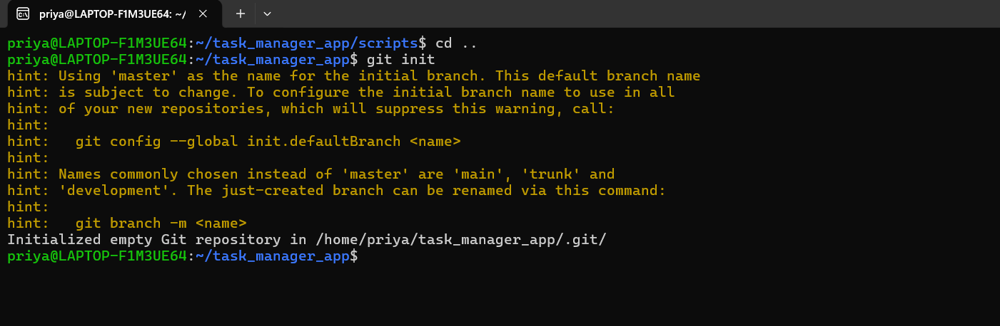 priya@LAPTOP-F1M3UE64: ~/
priya@LAPTOP-F1M3UE64:~/task_manager_app/scripts$ cd ..
priya@LAPTOP-F1M3UE64:~/task_manager_app$ git init
hint: Using 'master' as the name for the initial branch. This default branch name
hint: is subject to change. To configure the initial branch name to use in all
hint: of your new repositories, which will suppress this warning, call:
hint:
hint:   git config --global init.defaultBranch <name>
hint:
hint: Names commonly chosen instead of 'master' are 'main', 'trunk' and
hint: 'development'. The just-created branch can be renamed via this command:
hint:
hint:   git branch -m <name>
Initialized empty Git repository in /home/priya/task_manager_app/.git/
priya@LAPTOP-F1M3UE64:~/task_manager_app$